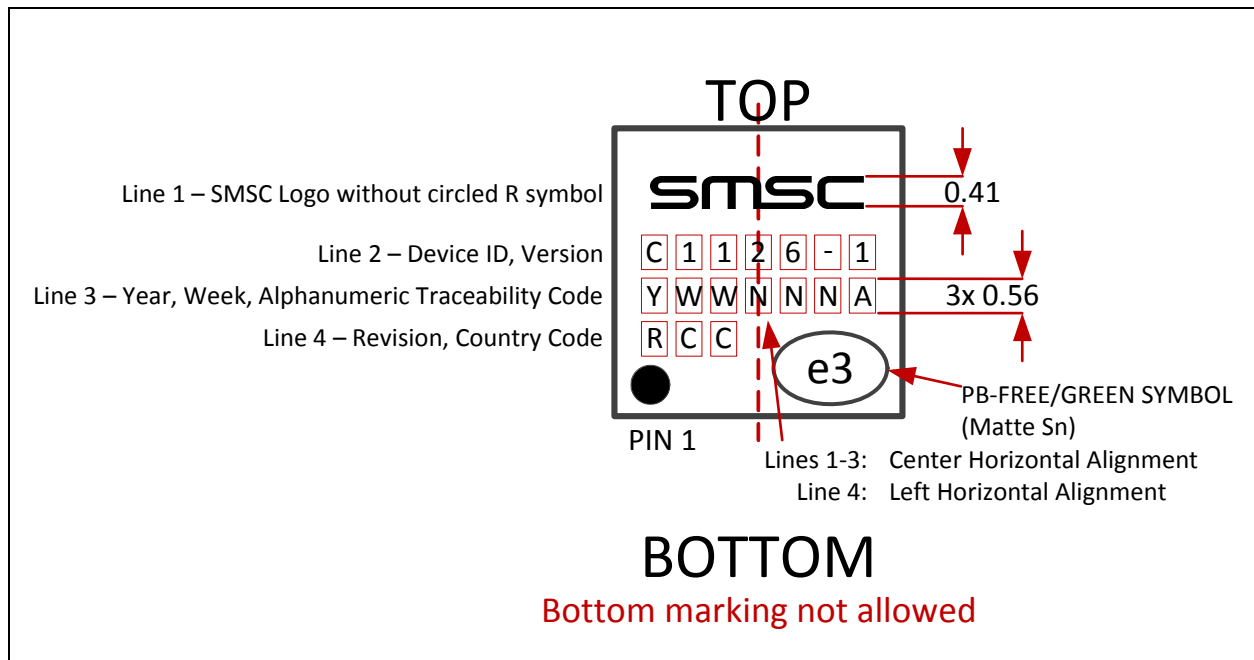 TOP
Line 1 – SMSC Logo without circled R symbol
smsc
0.41
Line 2 – Device ID, Version
C 1 1 2 6 - 1
Line 3 – Year, Week, Alphanumeric Traceability Code
Y W W N N N A
3x 0.56
Line 4 – Revision, Country Code
R C C
e3
PB-FREE/GREEN SYMBOL
(Matte Sn)
PIN 1
Lines 1-3: Center Horizontal Alignment
Line 4: Left Horizontal Alignment
BOTTOM
Bottom marking not allowed